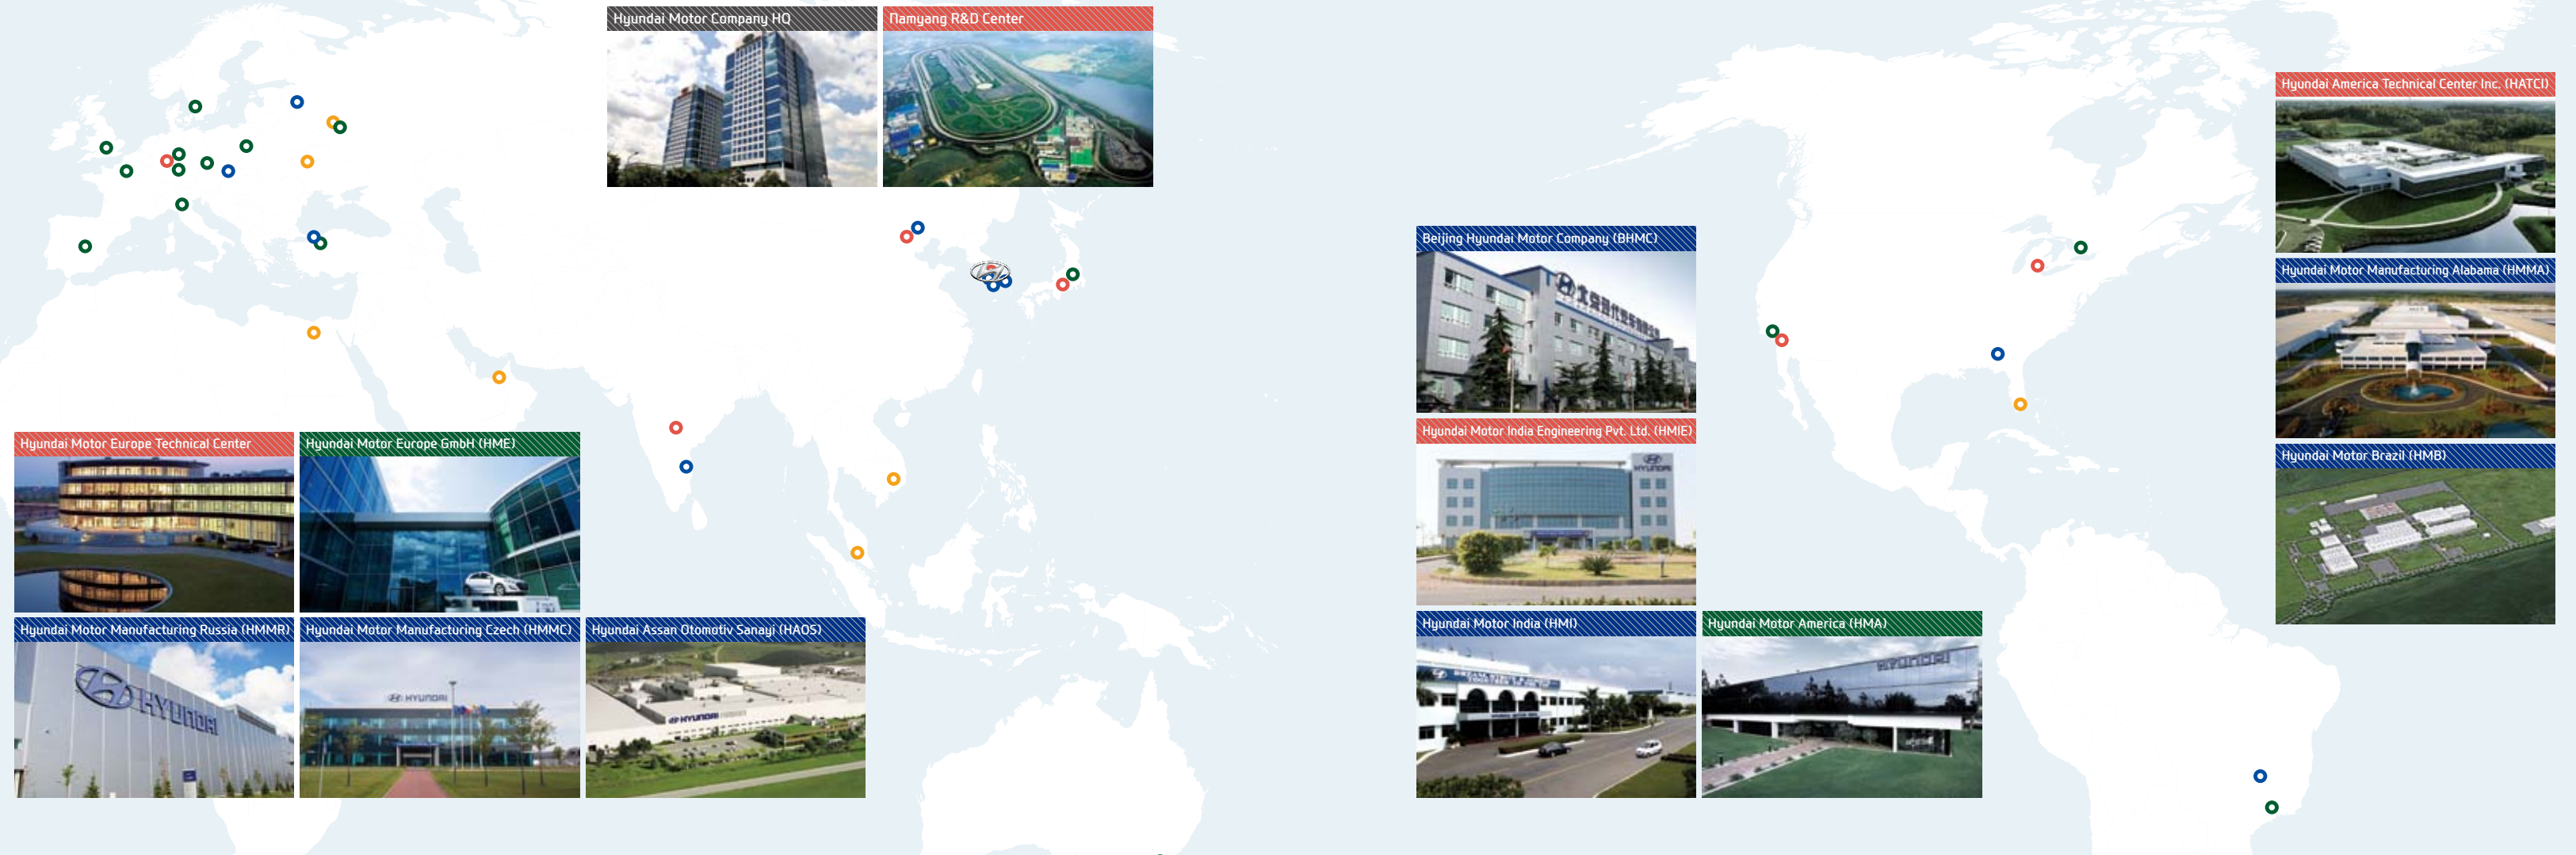 Hyundai Motor Company HQ
Namyang R&D Center
Hyundai America Technical Center Inc. (HATCI)
Beijing Hyundai Motor Company (BHMC)
Hyundai Motor Manufacturing Alabama (HMMA)
Hyundai Motor India Engineering Pvt. Ltd. (HMIE)
HYUNDAI
Hyundai Motor Europe Technical Center
Hyundai Motor Europe GmbH (HME)
Hyundai Motor Brazil (HMB)
Hyundai Motor Manufacturing Russia (HMMR)
HYUNDAI
Hyundai Motor Manufacturing Czech (HMMC)
HYUNDAI
Hyundai Assan Otomotiv Sanayi (HAOS)
HYUNDAI
Hyundai Motor India (HMI)
Hyundai Motor America (HMA)
HYUNDAI